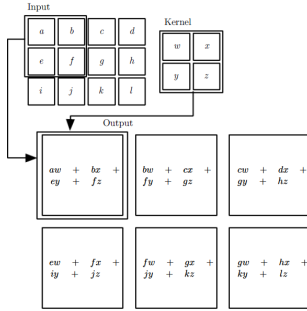 Input
Kernel
a b c d
w x
e f g h
y z
i j k l
Output
aw + bx +
ey + fz
bw + cx +
fy + gz
cw + dx +
gy + hz
ew + fx +
iy + jz
fw + gx +
jy + kz
gw + hx +
ky + lz